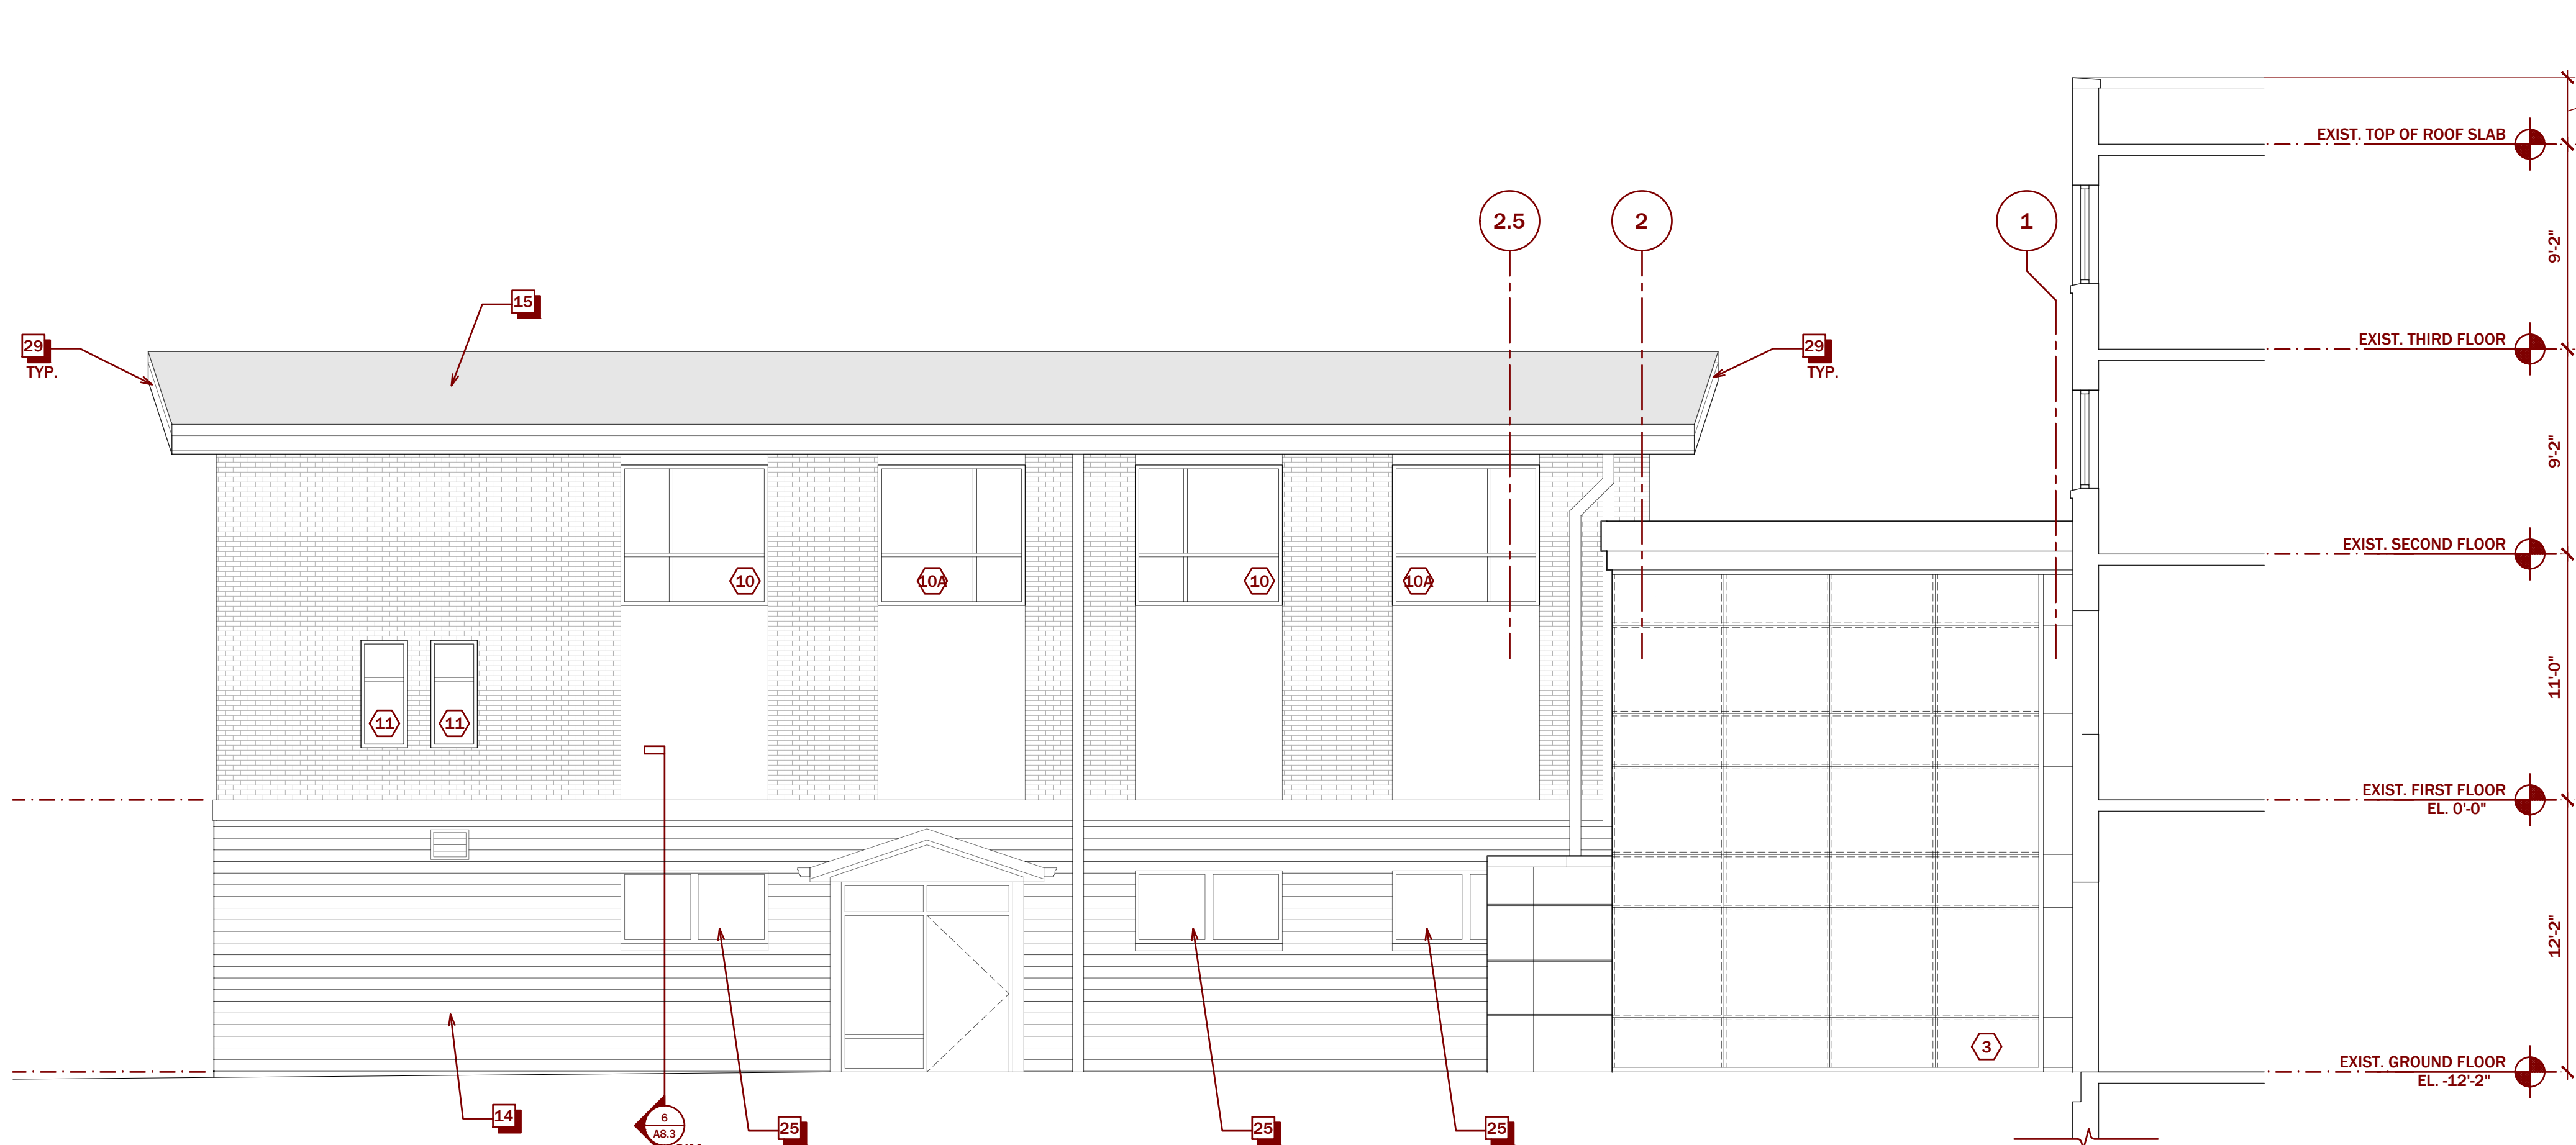 EXIST. TOP OF ROOF SLAB
2.5
2
1
9'-2"
15
29
TYP.
29
TYP.
EXIST. THIRD FLOOR
9'-2"
EXIST. SECOND FLOOR
10
10A
10
10A
11'-0"
11
11
EXIST. FIRST FLOOR
EL. 0'-0"
12'-2"
3
EXIST. GROUND FLOOR
EL. -12'-2"
14
6
A8.3
25
25
25